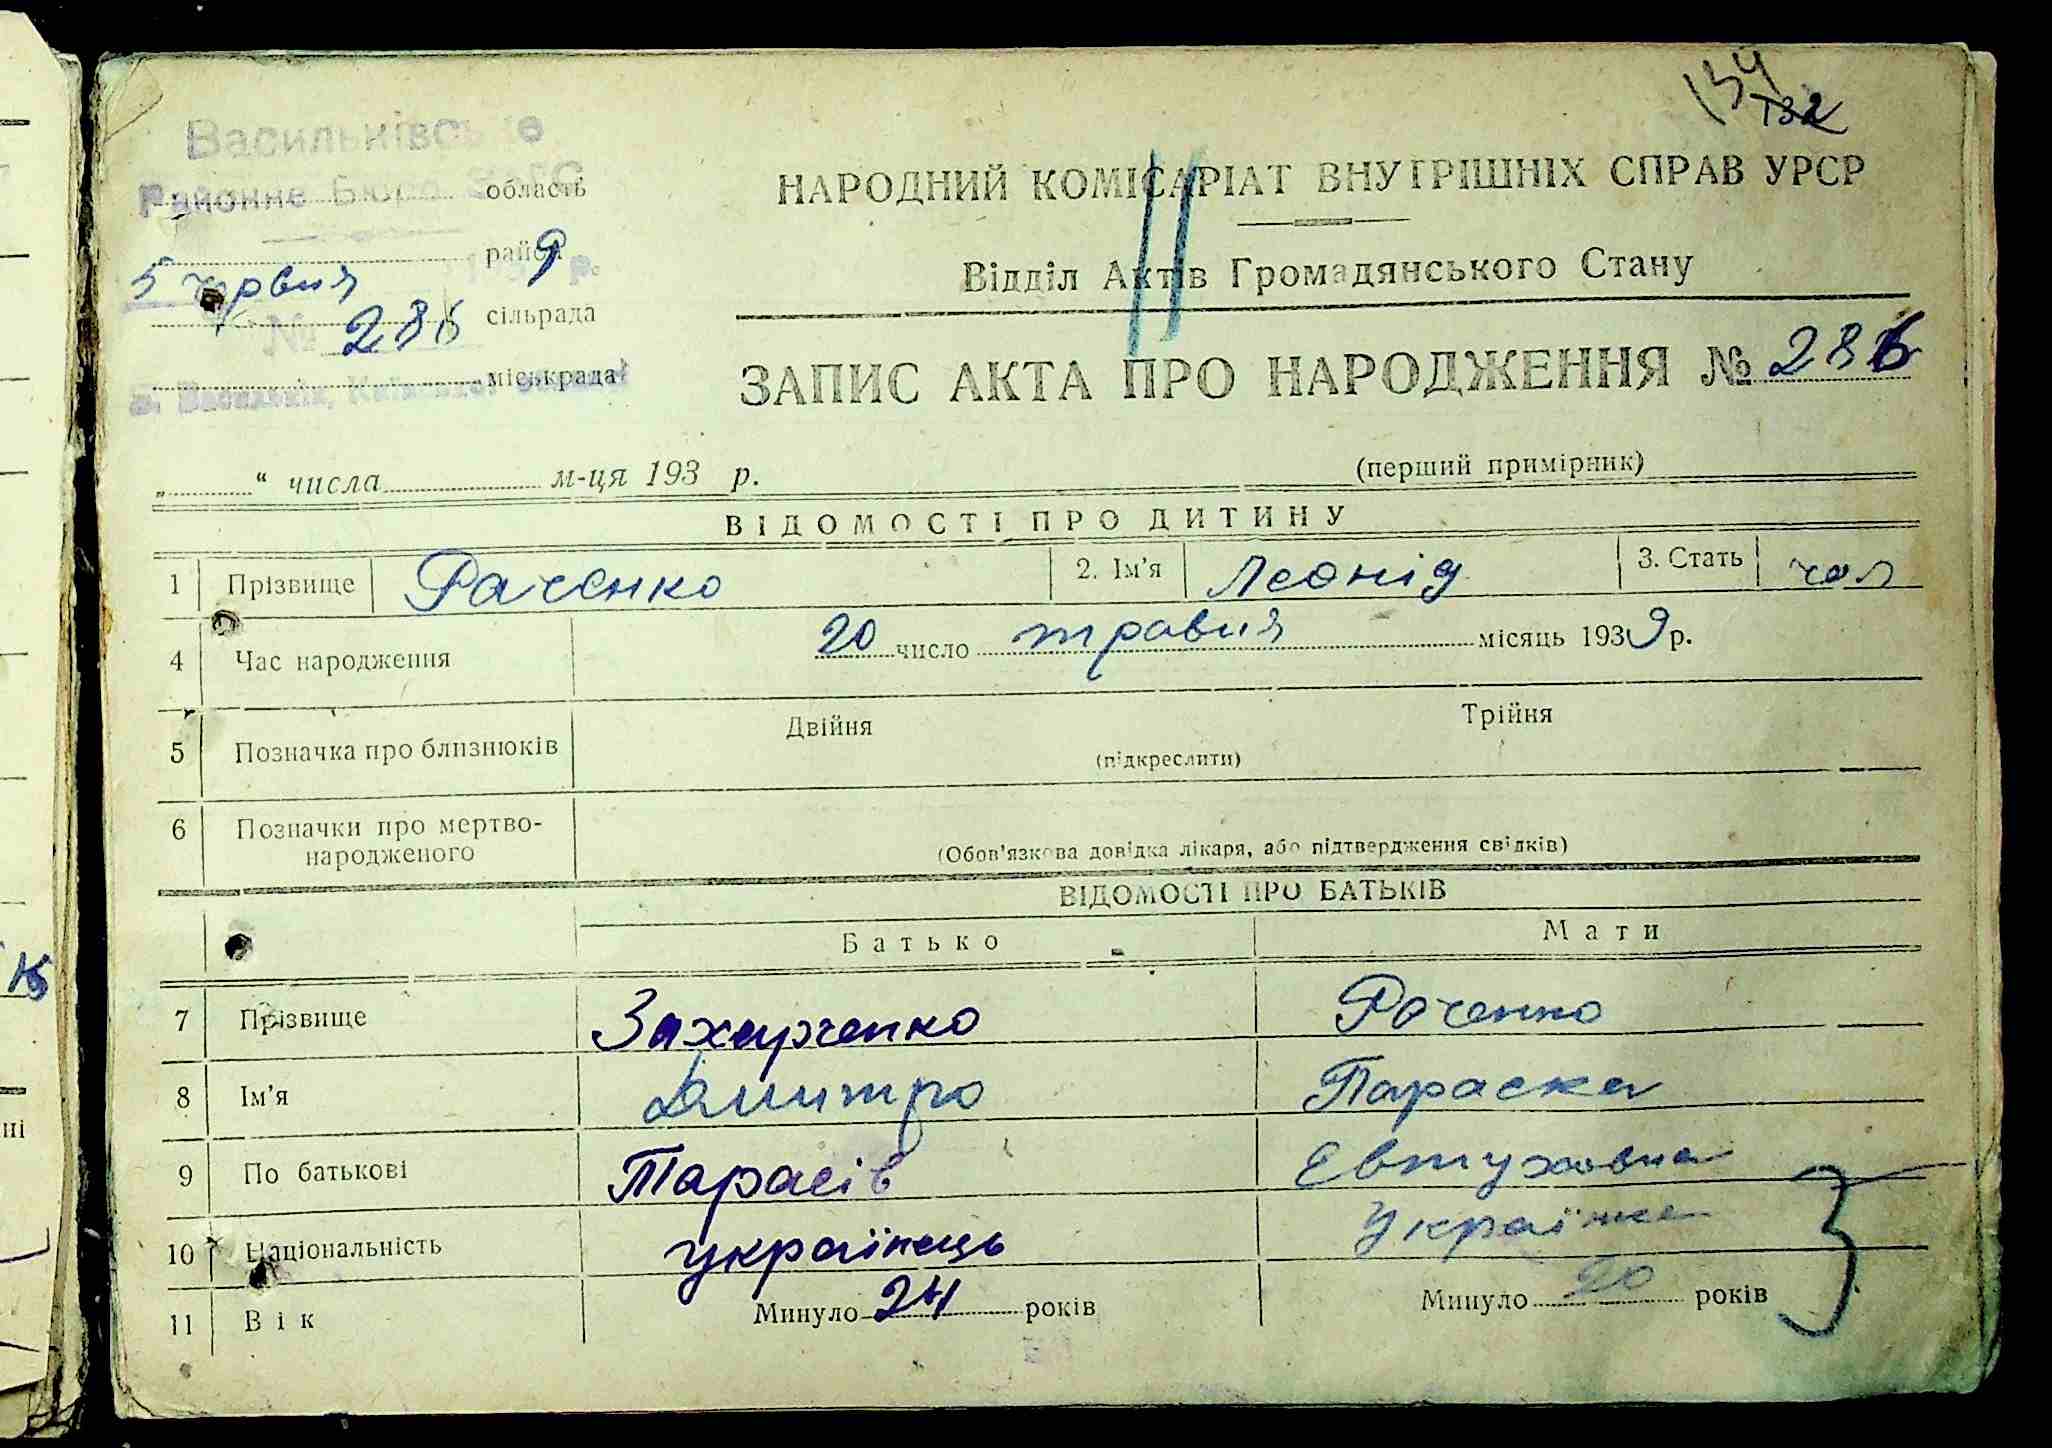 134
132
Васильківське
Районне Бюро ЗАГС
область
район
5 червня 1939 р.
№ 286 сільрада
міськрада
м. Васильків, Київської області
НАРОДНИЙ КОМІСАРІАТ ВНУТРІШНІХ СПРАВ УРСР
Відділ Актів Громадянського Стану
ЗАПИС АКТА ПРО НАРОДЖЕННЯ № 286
„ “ числа м-ця 193 р. (перший примірник)
ВІДОМОСТІ ПРО ДИТИНУ
1 Прізвище Раченко 2. Ім'я Леонід 3. Стать чол
4 Час народження 20 число травня місяць 1939 р.
5 Позначка про близнюків Двійня Трійня
(підкреслити)
6 Позначки про мертво-
народженого (Обов'язкова довідка лікаря, або підтвердження свідків)
ВІДОМОСТІ ПРО БАТЬКІВ
Батько Мати
7 Прізвище Захарченко Раченко
8 Ім'я Дмитро Параска
9 По батькові Тарасів Евтуховна
10 Національність українець Українка
11 Вік Минуло 24 років Минуло 20 років